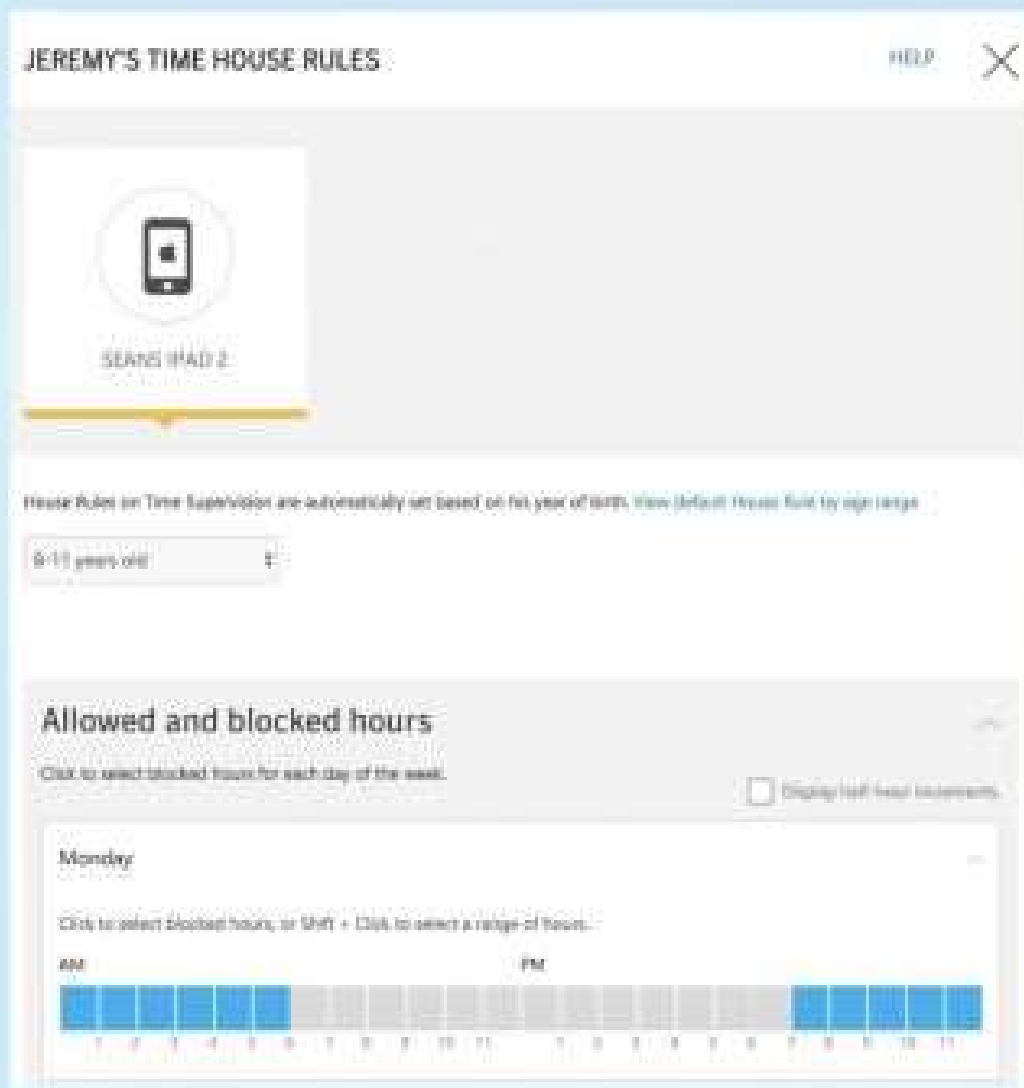 JEREMY'S TIME HOUSE RULES
HELP
SEANS IPAD 2
House Rules on Time Supervision are automatically set based on his year of birth. View default House Rule by age range
8-11 years old
Allowed and blocked hours
Click to select blocked hours for each day of the week.
Display half hour increments
Monday
Click to select blocked hours, or Shift + Click to select a range of hours.
AM PM
1 2 3 4 5 6 7 8 9 10 11 1 2 3 4 5 6 7 8 9 10 11